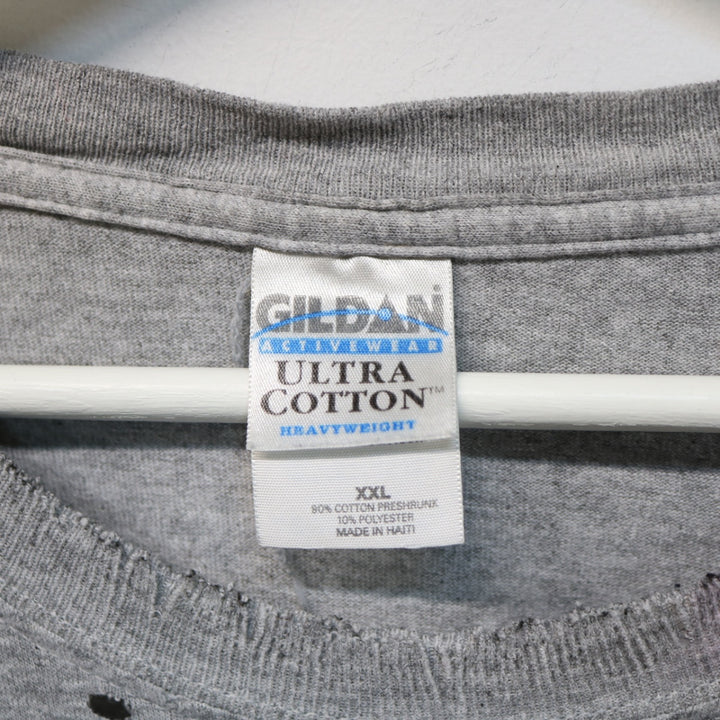 GILDAN®
ACTIVEWEAR
ULTRA
COTTON™
HEAVYWEIGHT
XXL
90% COTTON PRESHRUNK
10% POLYESTER
MADE IN HAITI